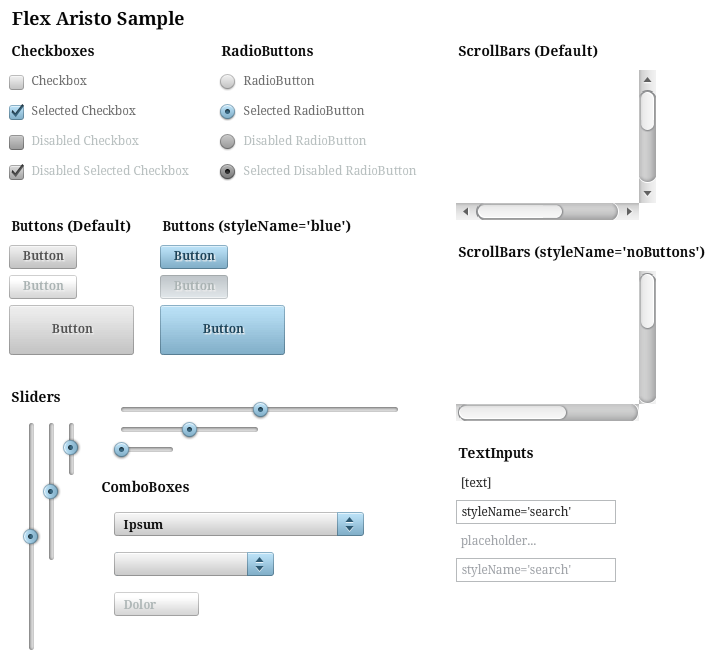 Flex Aristo Sample
Checkboxes
Checkbox
Selected Checkbox
Disabled Checkbox
Disabled Selected Checkbox
RadioButtons
RadioButton
Selected RadioButton
Disabled RadioButton
Selected Disabled RadioButton
ScrollBars (Default)
Buttons (Default)
Button
Button
Button
Buttons (styleName='blue')
Button
Button
Button
ScrollBars (styleName='noButtons')
Sliders
ComboBoxes
Ipsum
Dolor
TextInputs
[text]
styleName='search'
placeholder...
styleName='search'